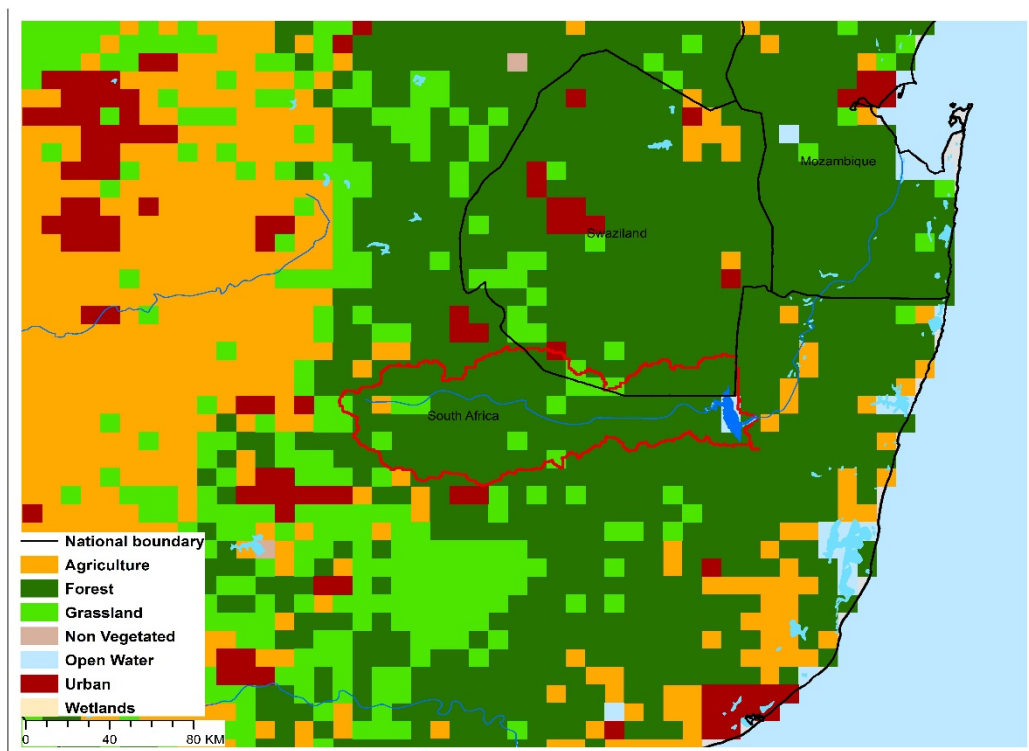 Mozambique
Swaziland
South Africa
National boundary
Agriculture
Forest
Grassland
Non Vegetated
Open Water
Urban
Wetlands
0 40 80 KM